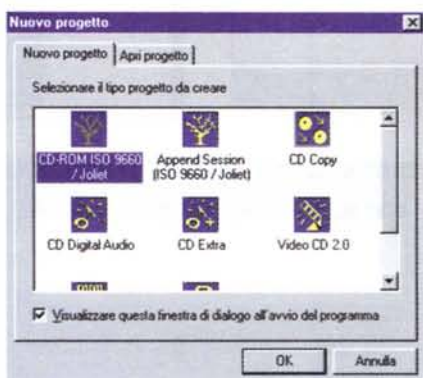 Nuovo progetto
Nuovo progetto Apri progetto
Selezionare il tipo progetto da creare
CD-ROM ISO 9660 / Joliet
Append Session (ISO 9660 / Joliet)
CD Copy
CD Digital Audio
CD Extra
Video CD 2.0
Visualizzare questa finestra di dialogo all'avvio del programma
OK Annulla